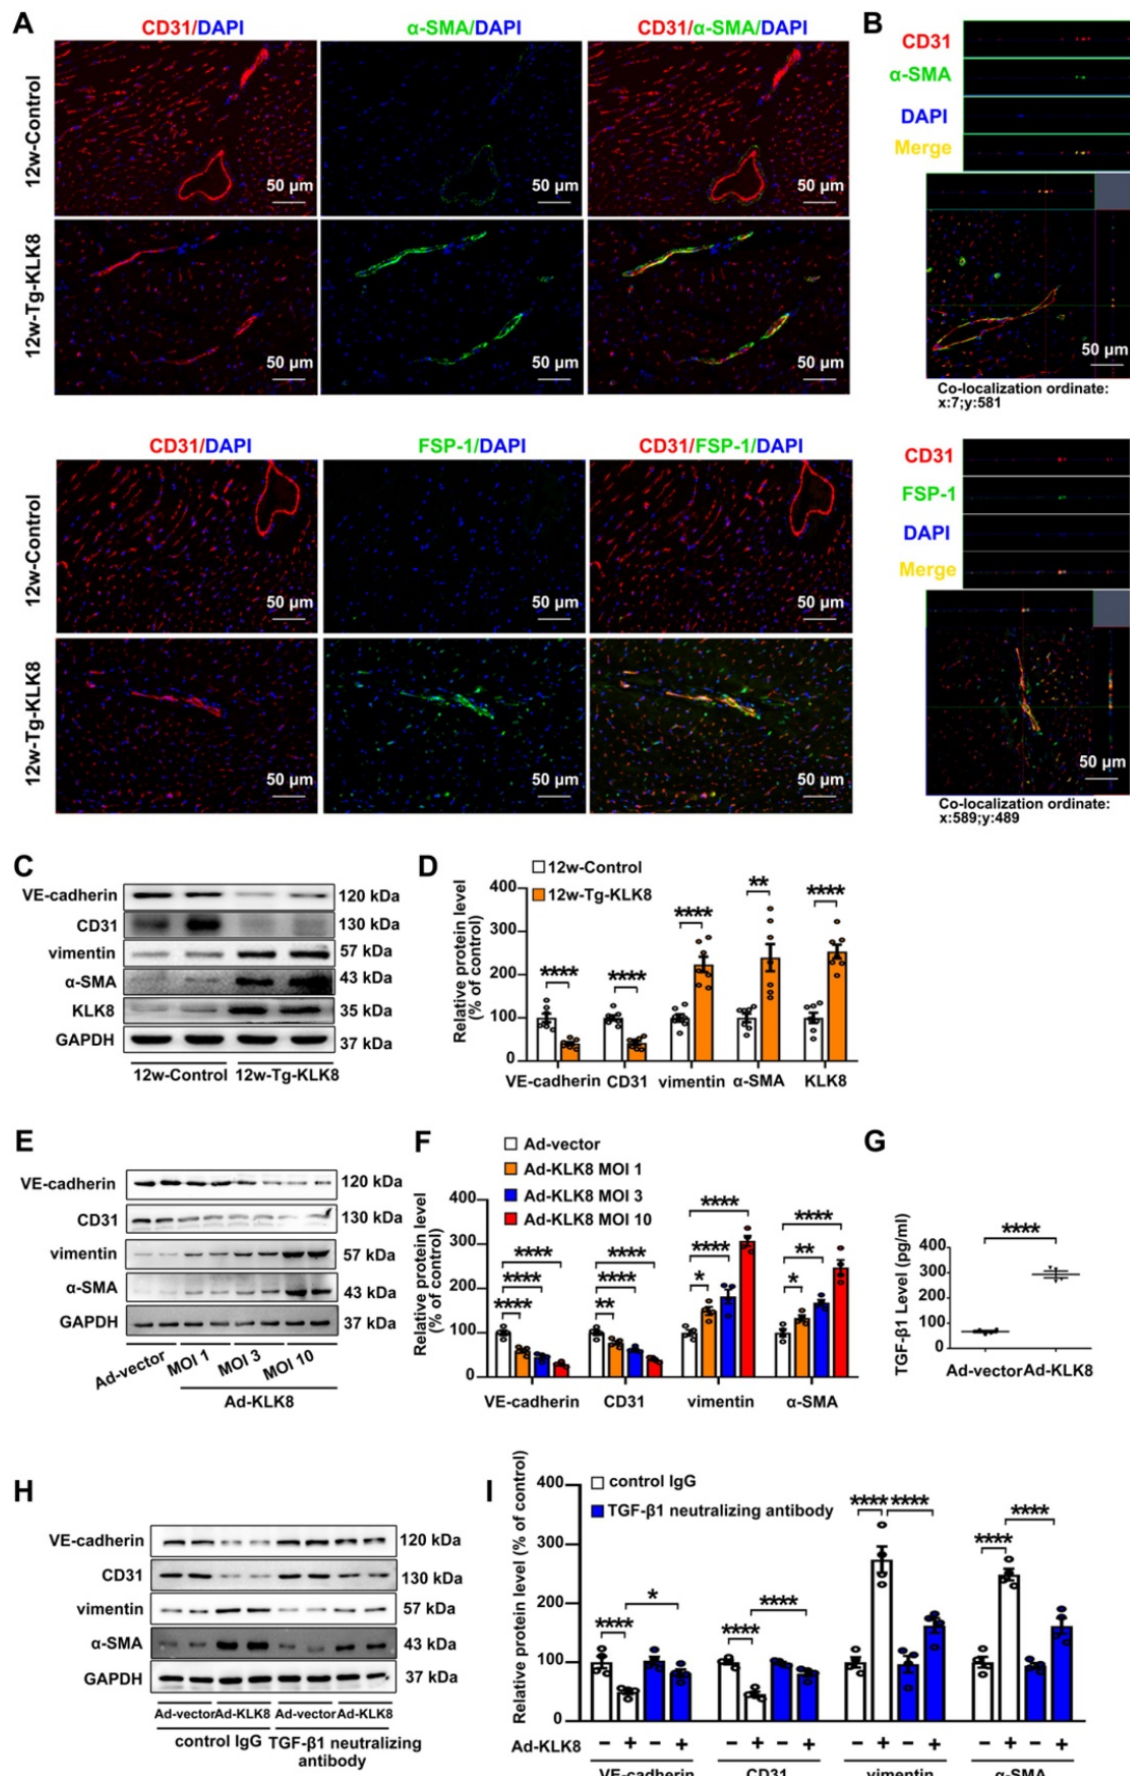 A
CD31/DAPI
α-SMA/DAPI
CD31/α-SMA/DAPI
12w-Control
50 μm
50 μm
50 μm
12w-Tg-KLK8
50 μm
50 μm
50 μm
B
CD31
α-SMA
DAPI
Merge
50 μm
Co-localization ordinate:
x:7;y:581
CD31/DAPI
FSP-1/DAPI
CD31/FSP-1/DAPI
12w-Control
50 μm
50 μm
50 μm
12w-Tg-KLK8
50 μm
50 μm
50 μm
CD31
FSP-1
DAPI
Merge
50 μm
Co-localization ordinate:
x:589;y:489
C
VE-cadherin 120 kDa
CD31 130 kDa
vimentin 57 kDa
α-SMA 43 kDa
KLK8 35 kDa
GAPDH 37 kDa
12w-Control 12w-Tg-KLK8
D
12w-Control
12w-Tg-KLK8
Relative protein level
(% of control)
400
300
200
100
0
**** **** **** ** ****
VE-cadherin CD31 vimentin α-SMA KLK8
E
VE-cadherin 120 kDa
CD31 130 kDa
vimentin 57 kDa
α-SMA 43 kDa
GAPDH 37 kDa
Ad-vector MOI 1 MOI 3 MOI 10
Ad-KLK8
F
Ad-vector
Ad-KLK8 MOI 1
Ad-KLK8 MOI 3
Ad-KLK8 MOI 10
Relative protein level
(% of control)
400
300
200
100
0
**** **** **** ****
**** **** **** **
**** ** * *
VE-cadherin CD31 vimentin α-SMA
G
TGF-β1 Level (pg/ml)
400
300
200
100
0
****
Ad-vector Ad-KLK8
H
VE-cadherin 120 kDa
CD31 130 kDa
vimentin 57 kDa
α-SMA 43 kDa
GAPDH 37 kDa
Ad-vector Ad-KLK8 Ad-vector Ad-KLK8
control IgG TGF-β1 neutralizing
antibody
I
control IgG
TGF-β1 neutralizing antibody
Relative protein level (% of control)
400
300
200
100
0
**** * **** **** **** **** **** ****
Ad-KLK8 − + − + − + − + − + − + − + − +
VE-cadherin CD31 vimentin α-SMA